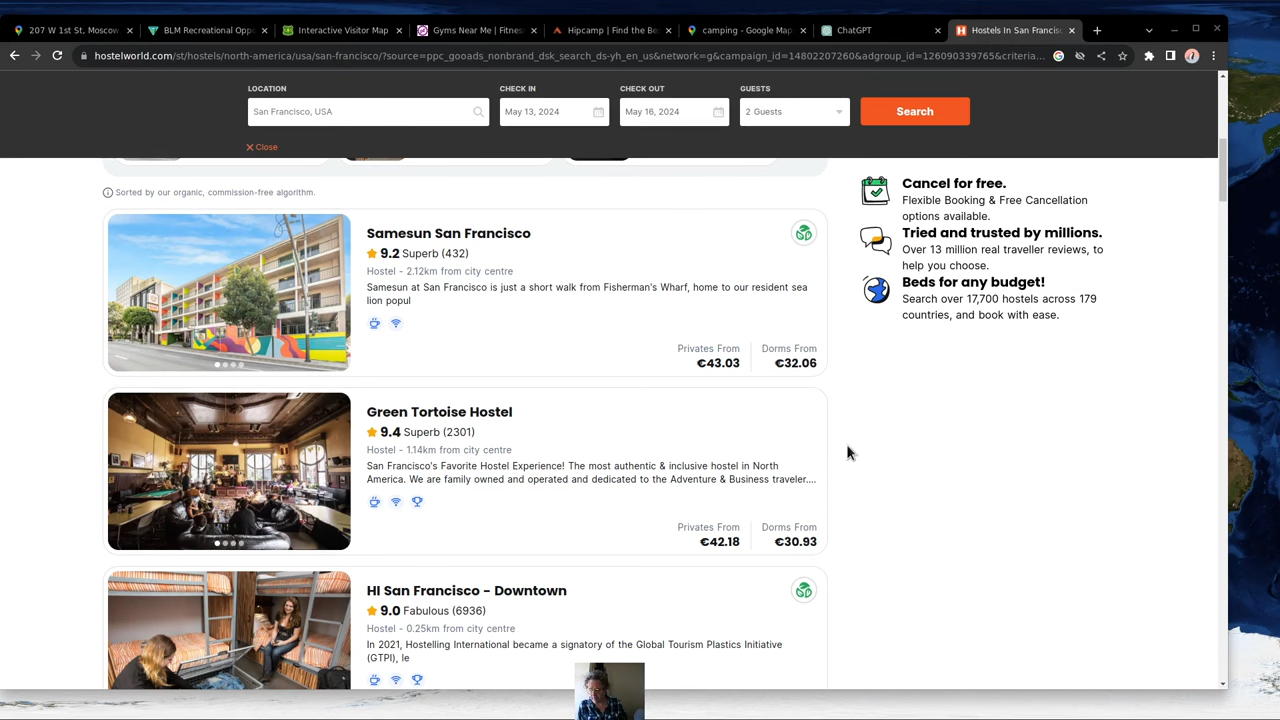 207 W 1st St, Moscow
BLM Recreational Opp
Interactive Visitor Map
Gyms Near Me | Fitnes
Hipcamp | Find the Be
camping - Google Map
ChatGPT
Hostels In San Francisc
hostelworld.com/st/hostels/north-america/usa/san-francisco/?source=ppc_gooads_nonbrand_dsk_search_ds-yh_en_us&network=g&campaign_id=14802207260&adgroup_id=126090339765&criteria...
LOCATION
CHECK IN
CHECK OUT
GUESTS
San Francisco, USA
May 13, 2024
May 16, 2024
2 Guests
Search
Close
Sorted by our organic, commission-free algorithm.
Samesun San Francisco
9.2 Superb (432)
Hostel - 2.12km from city centre
Samesun at San Francisco is just a short walk from Fisherman's Wharf, home to our resident sea
lion popul
Privates From
€43.03
Dorms From
€32.06
Green Tortoise Hostel
9.4 Superb (2301)
Hostel - 1.14km from city centre
San Francisco's Favorite Hostel Experience! The most authentic & inclusive hostel in North
America. We are family owned and operated and dedicated to the Adventure & Business traveler....
Privates From
€42.18
Dorms From
€30.93
HI San Francisco - Downtown
9.0 Fabulous (6936)
Hostel - 0.25km from city centre
In 2021, Hostelling International became a signatory of the Global Tourism Plastics Initiative
(GTPI), le
Cancel for free.
Flexible Booking & Free Cancellation
options available.
Tried and trusted by millions.
Over 13 million real traveller reviews, to
help you choose.
Beds for any budget!
Search over 17,700 hostels across 179
countries, and book with ease.